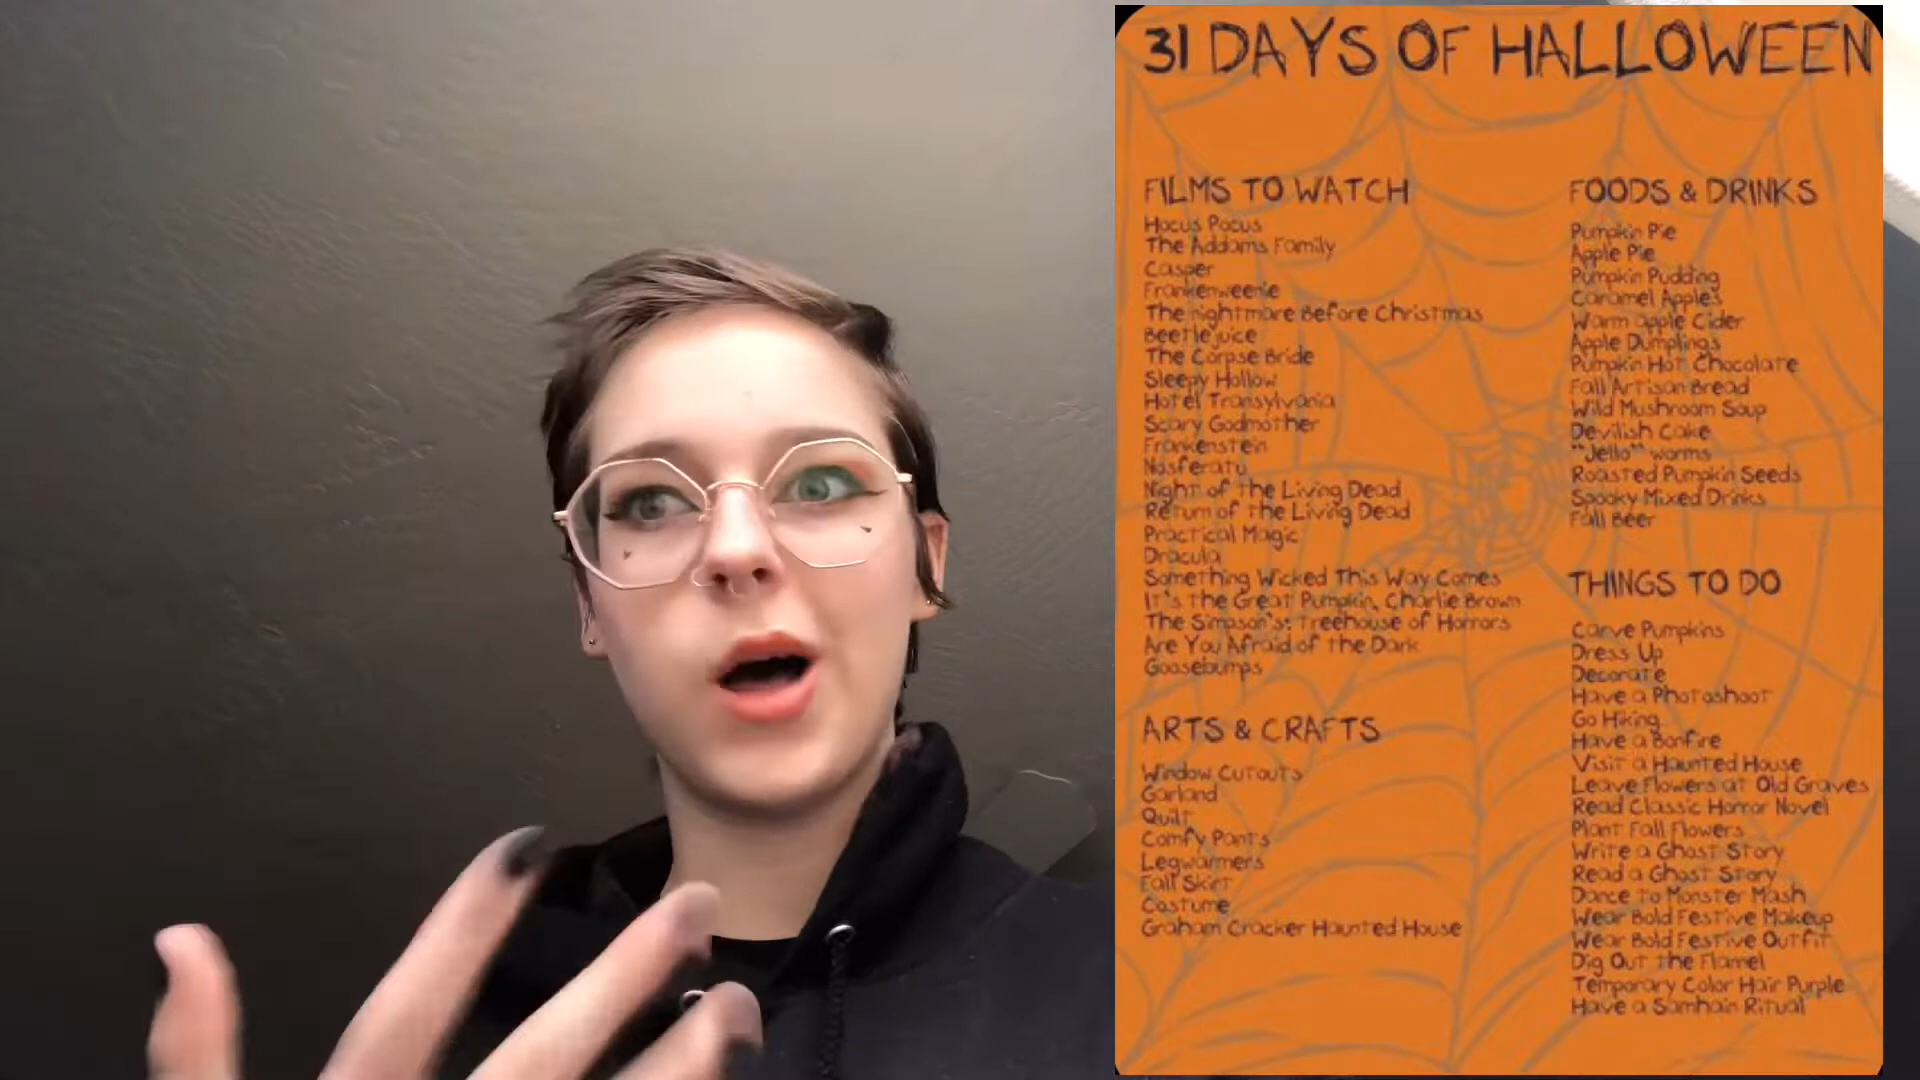 31 DAYS OF HALLOWEEN
FILMS TO WATCH
Hocus Pocus
The Addams Family
Casper
Frankenweenie
The Nightmare Before Christmas
Beetlejuice
The Corpse Bride
Sleepy Hollow
Hotel Transylvania
Scary Godmother
Frankenstein
Nosferatu
Night of the Living Dead
Return of the Living Dead
Practical Magic
Dracula
Something Wicked This Way Comes
It's the Great Pumpkin, Charlie Brown
The Simpson's: Treehouse of Horrors
Are You Afraid of the Dark
Goosebumps
ARTS & CRAFTS
Window Cutouts
Garland
Quilt
Comfy Pants
Legwarmers
Fall Skirt
Costume
Graham Cracker Haunted House
FOODS & DRINKS
Pumpkin Pie
Apple Pie
Pumpkin Pudding
Caramel Apples
Warm Apple Cider
Apple Dumplings
Pumpkin Hot Chocolate
Fall Artisan Bread
Wild Mushroom Soup
Devilish Cake
"Jello" worms
Roasted Pumpkin Seeds
Spooky Mixed Drinks
Fall Beer
THINGS TO DO
Carve Pumpkins
Dress Up
Decorate
Have a Photoshoot
Go Hiking
Have a Bonfire
Visit a Haunted House
Leave Flowers at Old Graves
Read Classic Horror Novel
Plant Fall Flowers
Write a Ghost Story
Read a Ghost Story
Dance to Monster Mash
Wear Bold Festive Makeup
Wear Bold Festive Outfit
Dig Out the Flannel
Temporary Color Hair Purple
Have a Samhain Ritual